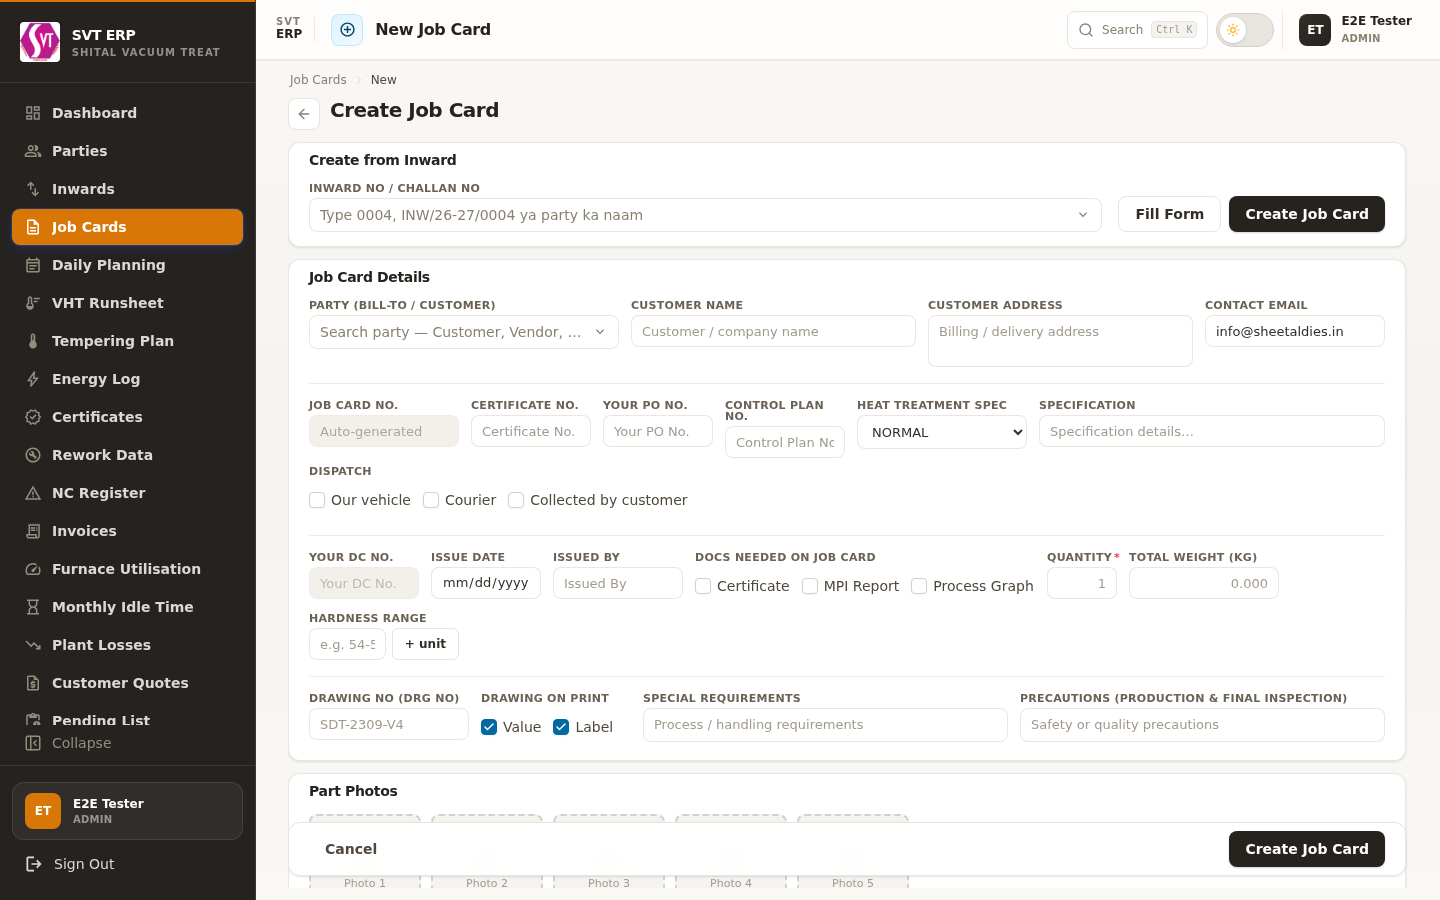 SVT ERP
SHITAL VACUUM TREAT
Dashboard
Parties
Inwards
Job Cards
Daily Planning
VHT Runsheet
Tempering Plan
Energy Log
Certificates
Rework Data
NC Register
Invoices
Furnace Utilisation
Monthly Idle Time
Plant Losses
Customer Quotes
Pending List
Collapse
ET
E2E Tester
ADMIN
Sign Out
SVT
ERP
New Job Card
Search
Ctrl K
ET
E2E Tester
ADMIN
Job Cards
New
Create Job Card
Create from Inward
INWARD NO / CHALLAN NO
Type 0004, INW/26-27/0004 ya party ka naam
Fill Form
Create Job Card
Job Card Details
PARTY (BILL-TO / CUSTOMER)
Search party — Customer, Vendor, ...
CUSTOMER NAME
Customer / company name
CUSTOMER ADDRESS
Billing / delivery address
CONTACT EMAIL
info@sheetaldies.in
JOB CARD NO.
Auto-generated
CERTIFICATE NO.
Certificate No.
YOUR PO NO.
Your PO No.
CONTROL PLAN
NO.
Control Plan Nc
HEAT TREATMENT SPEC
NORMAL
SPECIFICATION
Specification details...
DISPATCH
Our vehicle
Courier
Collected by customer
YOUR DC NO.
Your DC No.
ISSUE DATE
mm/dd/yyyy
ISSUED BY
Issued By
DOCS NEEDED ON JOB CARD
Certificate
MPI Report
Process Graph
QUANTITY *
1
TOTAL WEIGHT (KG)
0.000
HARDNESS RANGE
e.g. 54-5
+ unit
DRAWING NO (DRG NO)
SDT-2309-V4
DRAWING ON PRINT
Value
Label
SPECIAL REQUIREMENTS
Process / handling requirements
PRECAUTIONS (PRODUCTION & FINAL INSPECTION)
Safety or quality precautions
Part Photos
Cancel
Create Job Card
Photo 1
Photo 2
Photo 3
Photo 4
Photo 5